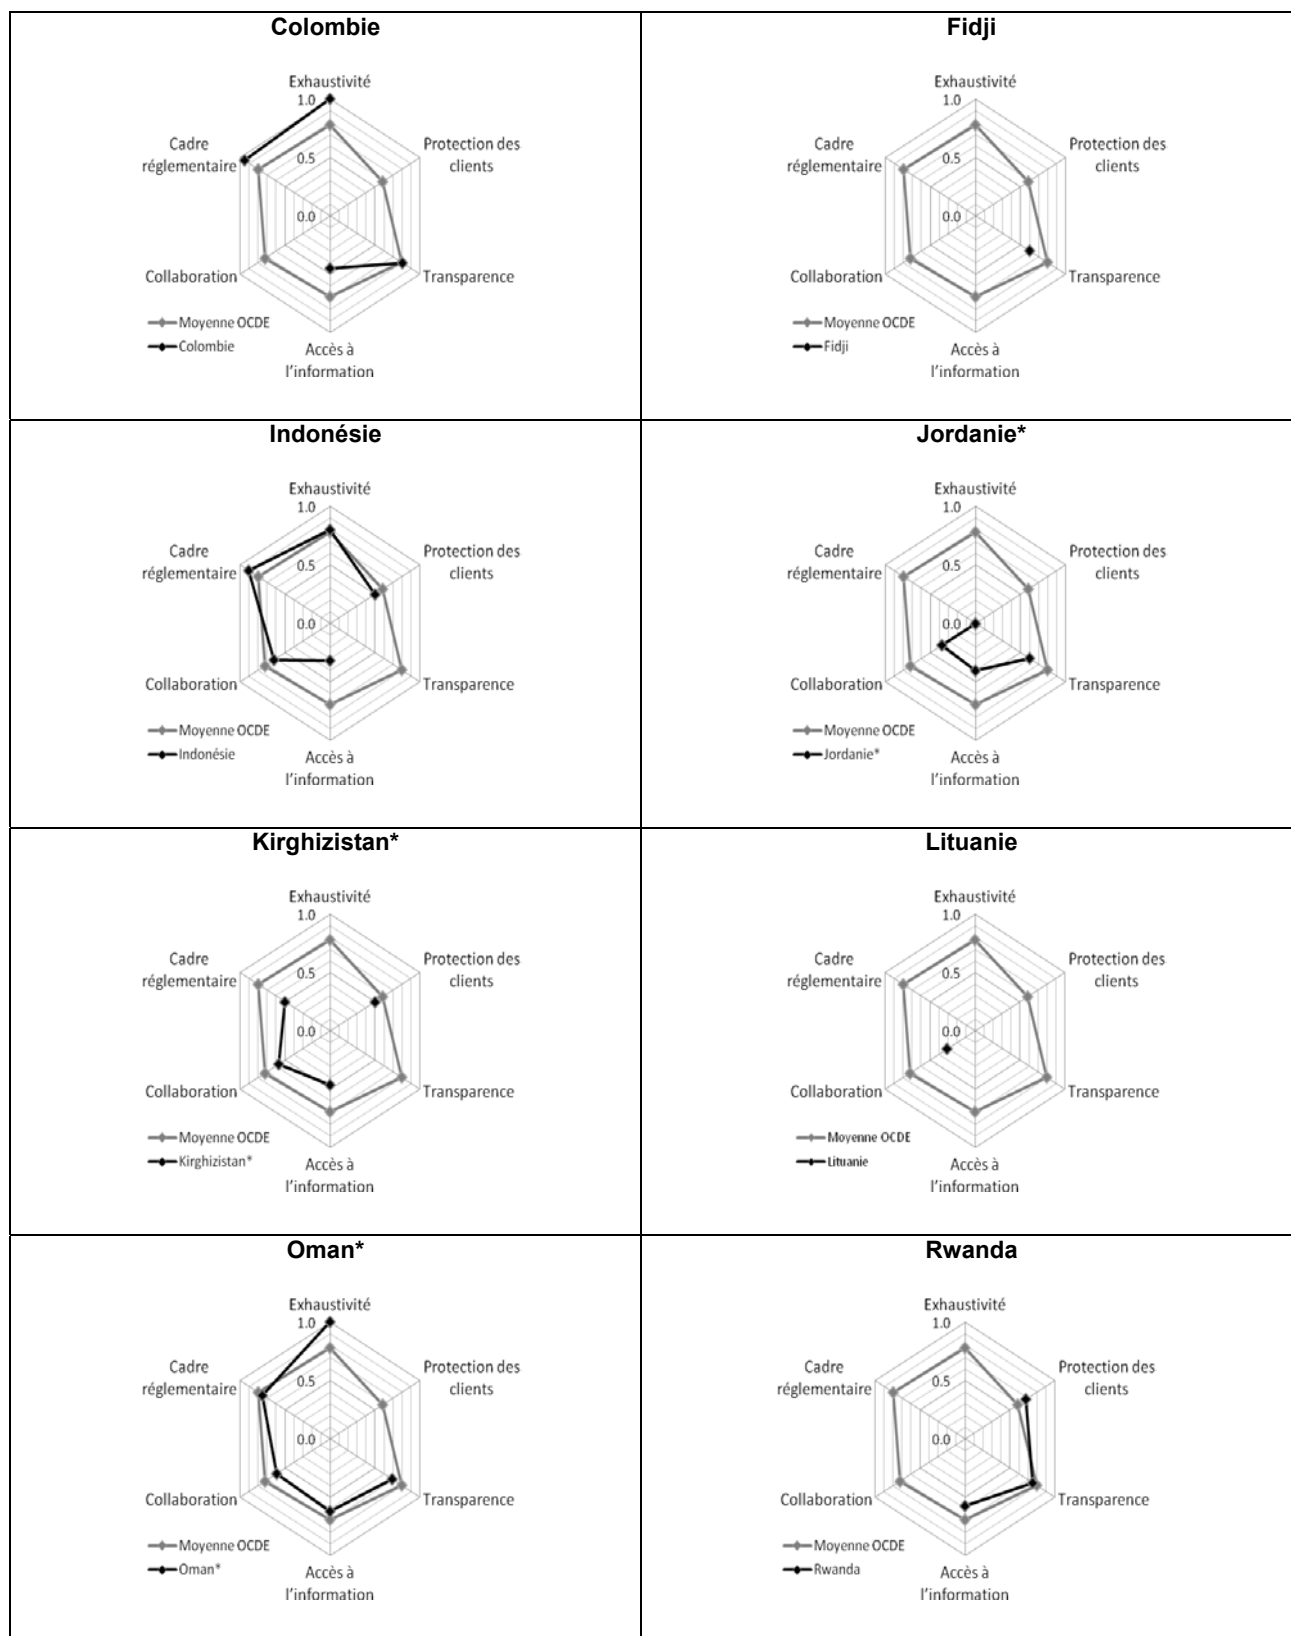 Colombie
Exhaustivité
1.0
Cadre
réglementaire
Protection des
clients
0.5
0.0
Collaboration
Transparence
Moyenne OCDE
Colombie
Accès à
l'information
Fidji
Exhaustivité
1.0
Cadre
réglementaire
Protection des
clients
0.5
0.0
Collaboration
Transparence
Moyenne OCDE
Fidji
Accès à
l'information
Indonésie
Exhaustivité
1.0
Cadre
réglementaire
Protection des
clients
0.5
0.0
Collaboration
Transparence
Moyenne OCDE
Indonésie
Accès à
l'information
Jordanie*
Exhaustivité
1.0
Cadre
réglementaire
Protection des
clients
0.5
0.0
Collaboration
Transparence
Moyenne OCDE
Jordanie*
Accès à
l'information
Kirghizistan*
Exhaustivité
1.0
Cadre
réglementaire
Protection des
clients
0.5
0.0
Collaboration
Transparence
Moyenne OCDE
Kirghizistan*
Accès à
l'information
Lituanie
Exhaustivité
1.0
Cadre
réglementaire
Protection des
clients
0.5
0.0
Collaboration
Transparence
Moyenne OCDE
Lituanie
Accès à
l'information
Oman*
Exhaustivité
1.0
Cadre
réglementaire
Protection des
clients
0.5
0.0
Collaboration
Transparence
Moyenne OCDE
Oman*
Accès à
l'information
Rwanda
Exhaustivité
1.0
Cadre
réglementaire
Protection des
clients
0.5
0.0
Collaboration
Transparence
Moyenne OCDE
Rwanda
Accès à
l'information